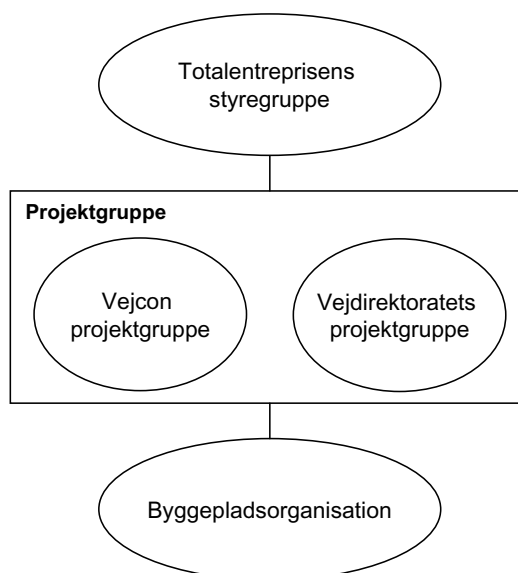 Totalentreprisens
styregruppe
Projektgruppe
Vejcon
projektgruppe
Vejdirektoratets
projektgruppe
Byggepladsorganisation